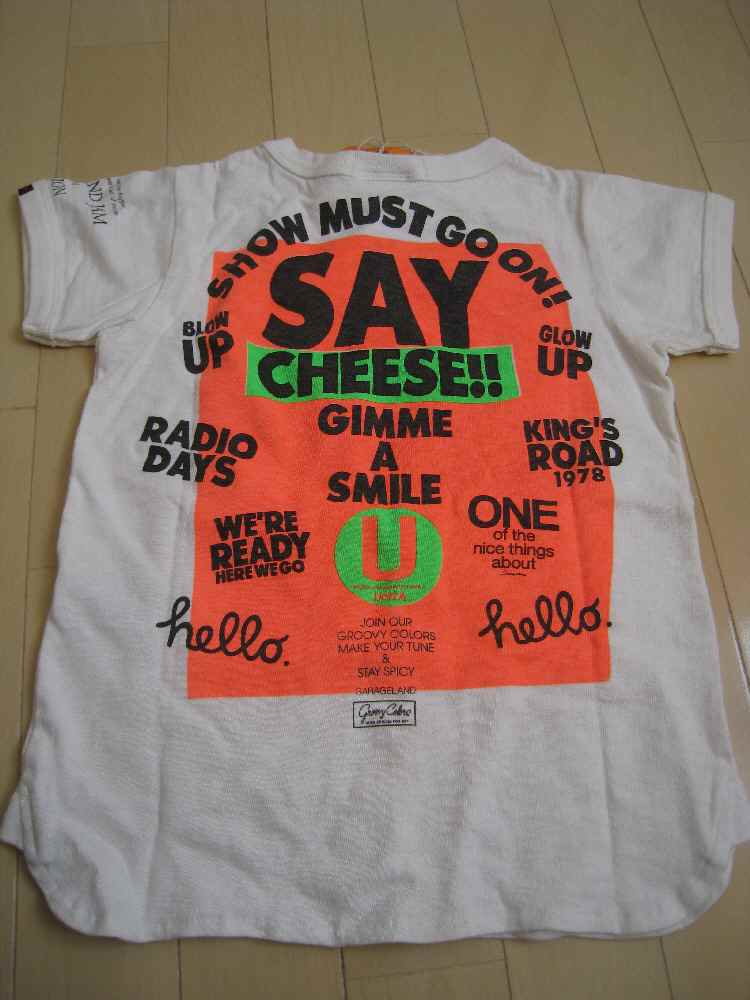 SHOW MUST GO ON!
SAY
CHEESE!!
BLOW
UP
GLOW
UP
GIMME
A
SMILE
RADIO
DAYS
KING'S
ROAD
1978
WE'RE
READY
HERE WE GO
U
ONE
of the
nice things
about
hello.
hello.
JOIN OUR
GROOVY COLORS
MAKE YOUR TUNE
&
STAY SPICY
GARAGELAND
Groovy Colors